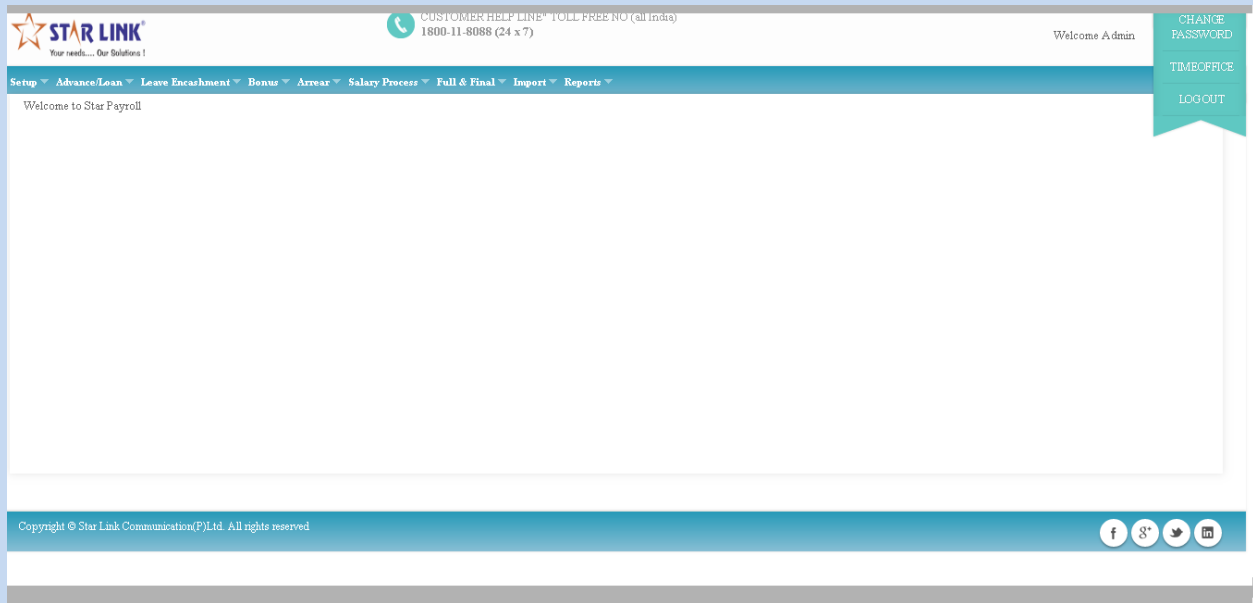 STAR LINK®
Your needs.... Our Solutions !
CUSTOMER HELP LINE* TOLL FREE NO (all India)
1800-11-8088 (24 x 7)
Welcome Admin
CHANGE
PASSWORD
TIMEOFFICE
LOGOUT
Setup Advance/Loan Leave Encashment Bonus Arrear Salary Process Full & Final Import Reports
Welcome to Star Payroll
Copyright © Star Link Communication(P)Ltd. All rights reserved
f g+ in